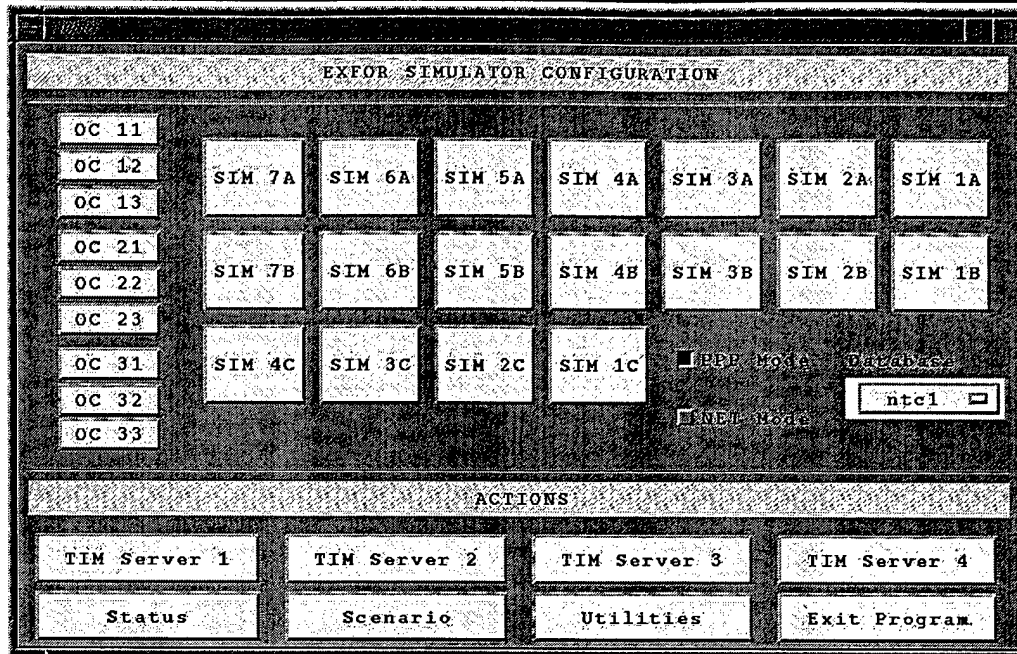 EXFOR SIMULATOR CONFIGURATION
OC 11
OC 12
OC 13
OC 21
OC 22
OC 23
OC 31
OC 32
OC 33
SIM 7A SIM 6A SIM 5A SIM 4A SIM 3A SIM 2A SIM 1A
SIM 7B SIM 6B SIM 5B SIM 4B SIM 3B SIM 2B SIM 1B
SIM 4C SIM 3C SIM 2C SIM 1C
PPP Mode Database
ntc1
NET Mode
ACTIONS
TIM Server 1 TIM Server 2 TIM Server 3 TIM Server 4
Status Scenario Utilities Exit Program